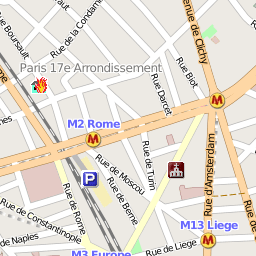 Rue Boursault
Rue de la Condamine
Avenue de Clichy
Paris 17e Arrondissement
Rue Darcet
Rue Biot
M
M2 Rome
M
Rue de Turin
Rue d'Amsterdam
Rue de Moscou
P
Rue de Rome
Rue de Berne
Rue de Constantinople
M13 Liege
M
de Naples
M3 Europe
Rue de Liege